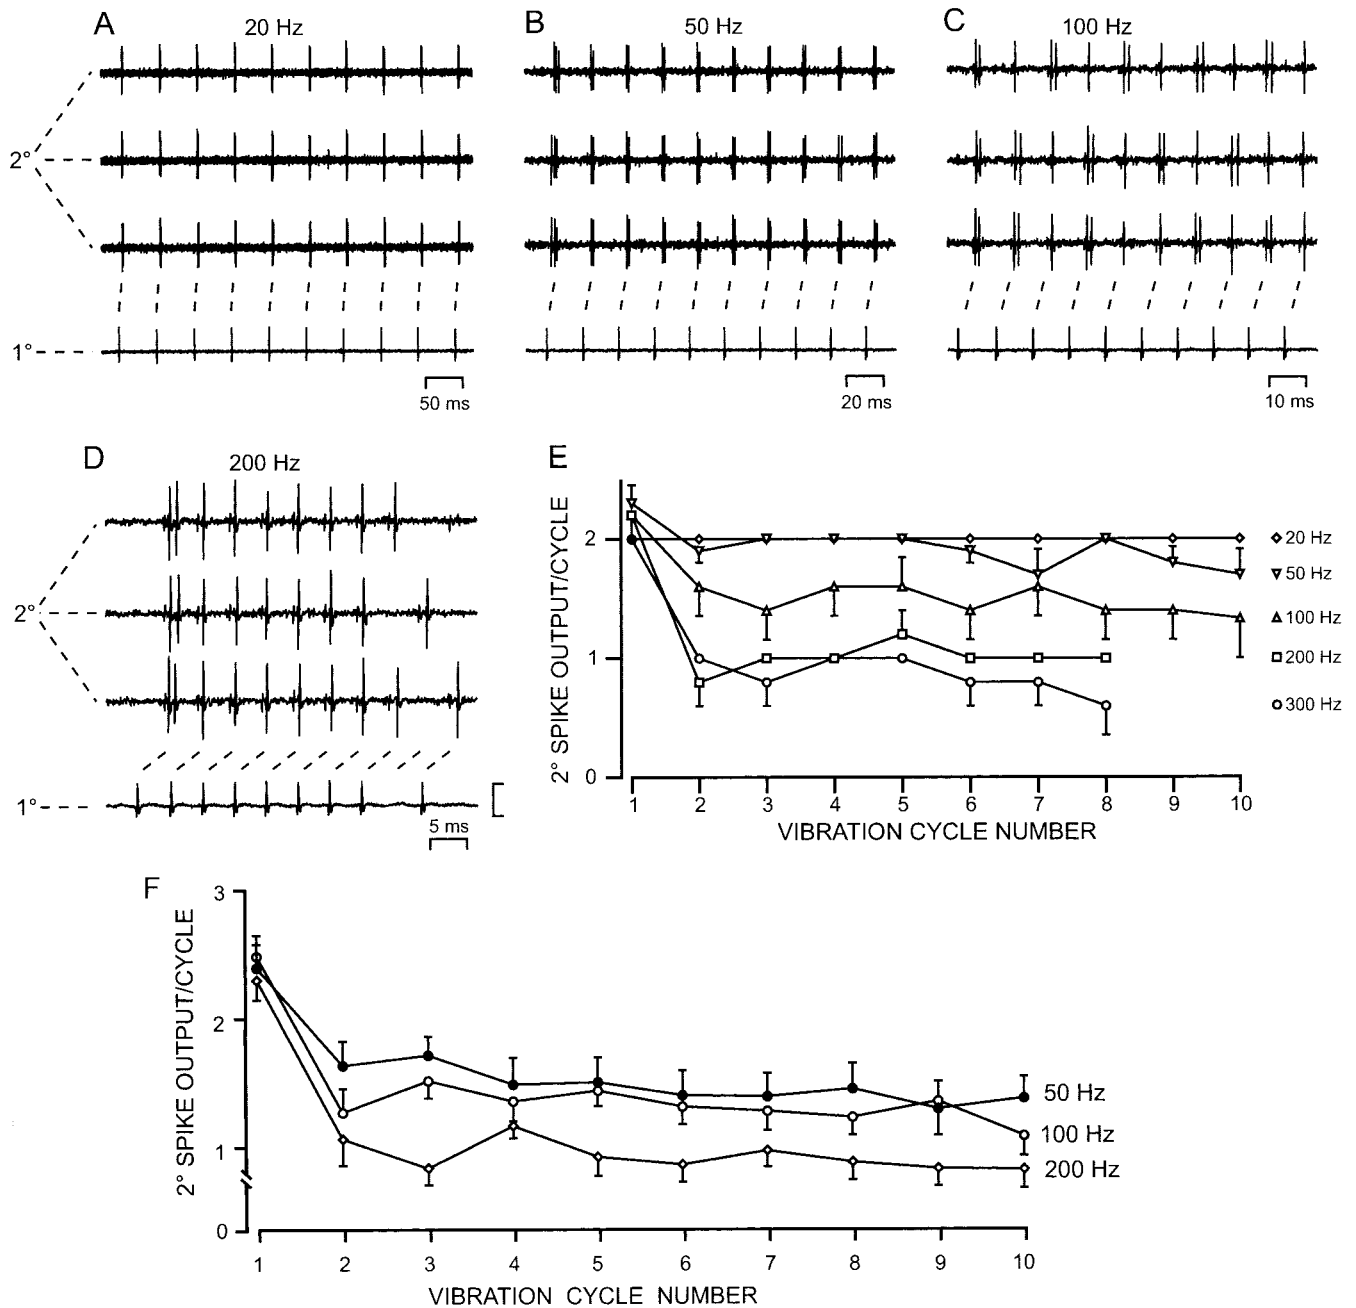 A
20 Hz
B
50 Hz
C
100 Hz
2°
1°
50 ms
20 ms
10 ms
D
200 Hz
2°
1°
5 ms
E
2° SPIKE OUTPUT/CYCLE
2
1
0
1 2 3 4 5 6 7 8 9 10
VIBRATION CYCLE NUMBER
20 Hz
50 Hz
100 Hz
200 Hz
300 Hz
F
2° SPIKE OUTPUT/CYCLE
3
2
1
0
1 2 3 4 5 6 7 8 9 10
VIBRATION CYCLE NUMBER
50 Hz
100 Hz
200 Hz